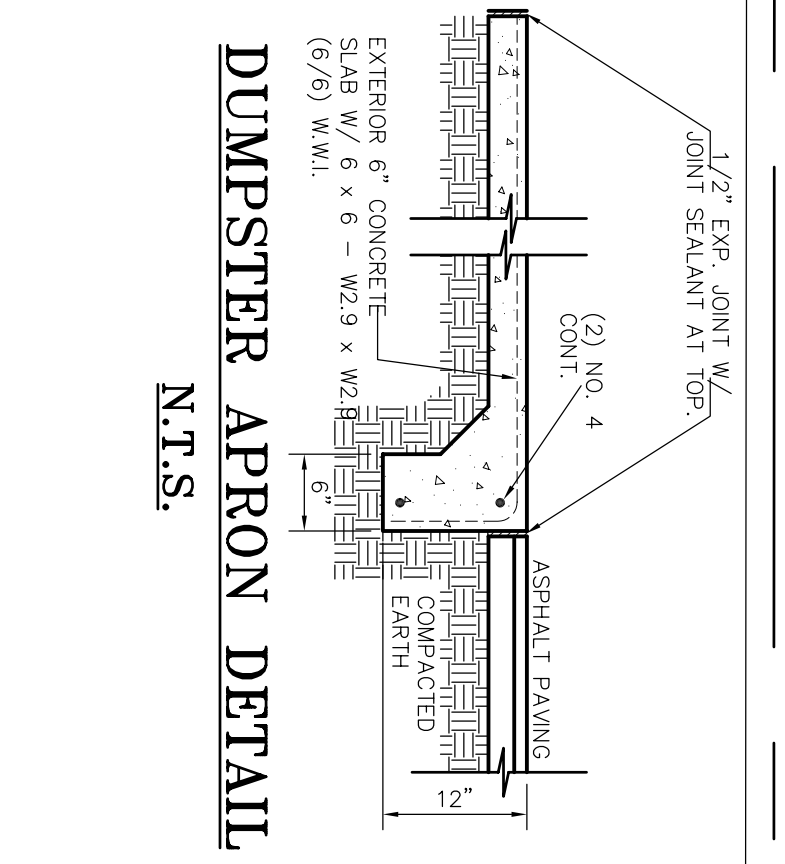 1/2" EXP. JOINT W/
JOINT SEALANT AT TOP.
(2) NO. 4
CONT.
ASPHALT PAVING
12"
COMPACTED
EARTH
6"
EXTERIOR 6" CONCRETE
SLAB W/ 6 x 6 - W2.9 x W2.9
(6/6) W.W.I.
DUMPSTER APRON DETAIL
N.T.S.